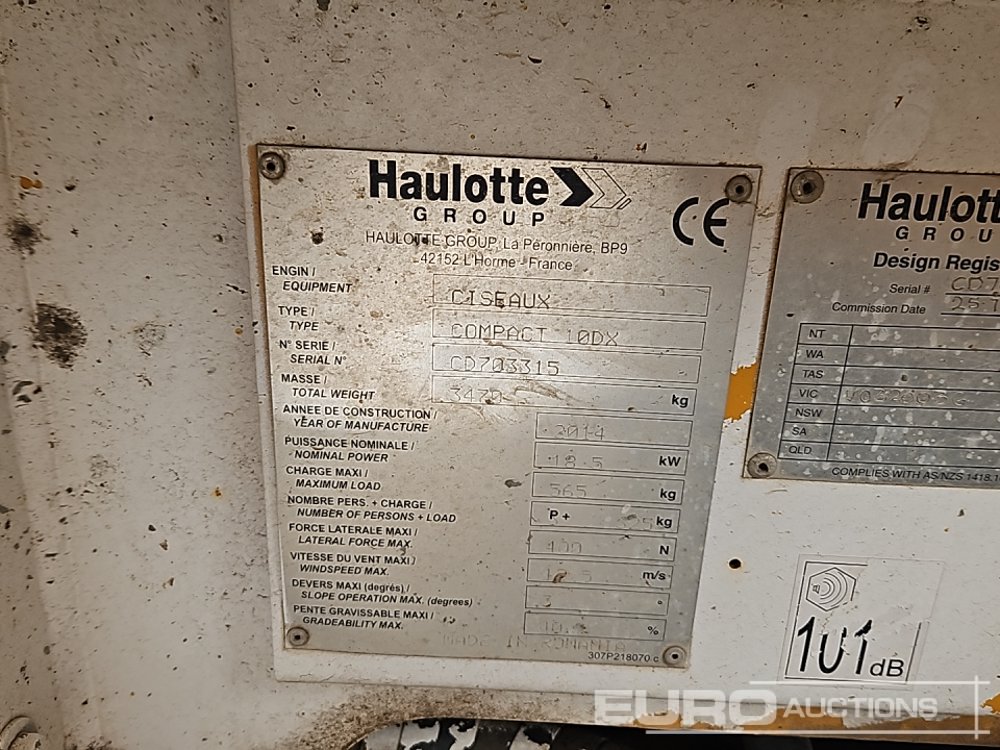 Haulotte
GROUP
CE
HAULOTTE GROUP, La Péronnière, BP9
42152 L'Horme - France
ENGIN /
EQUIPMENT
CISEAUX
TYPE /
TYPE
COMPACT 10DX
N° SERIE /
SERIAL N°
CD703315
MASSE /
TOTAL WEIGHT
kg
ANNEE DE CONSTRUCTION /
YEAR OF MANUFACTURE
2014
PUISSANCE NOMINALE /
NOMINAL POWER
18.5 kW
CHARGE MAXI /
MAXIMUM LOAD
565 kg
NOMBRE PERS. + CHARGE /
NUMBER OF PERSONS + LOAD
P + kg
FORCE LATERALE MAXI /
LATERAL FORCE MAX.
400 N
VITESSE DU VENT MAXI /
WINDSPEED MAX.
m/s
DEVERS MAXI (degrés) /
SLOPE OPERATION MAX. (degrees)
3 °
PENTE GRAVISSABLE MAXI /
GRADEABILITY MAX.
%
MADE IN ROMANIA
307P218070 c
Haulott
GROU
Design Regis
Serial # CD7
Commission Date
NT
WA
TAS
VIC
NSW
SA
QLD
COMPLIES WITH AS/NZS 1418.1
101 dB
EURO AUCTIONS